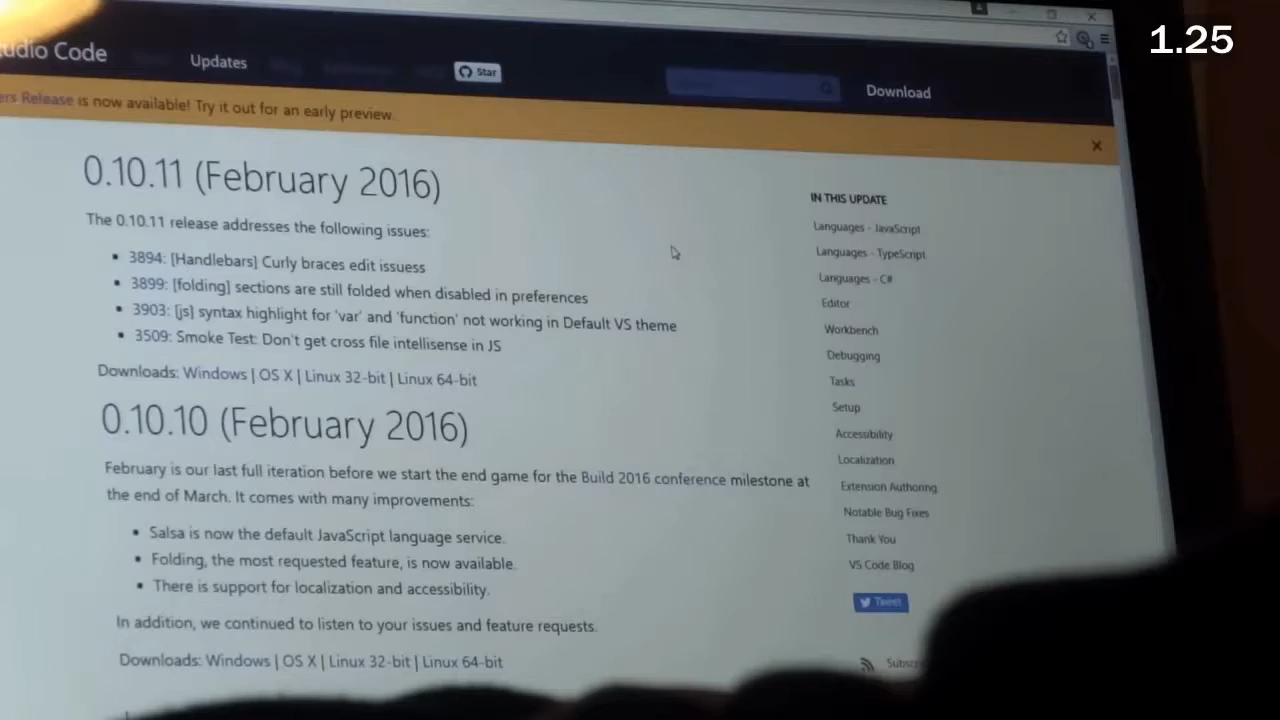 1.25
udio Code
Updates
Star
Download
ers Release is now available! Try it out for an early preview.
0.10.11 (February 2016)
The 0.10.11 release addresses the following issues:
3894: [Handlebars] Curly braces edit issuess
3899: [folding] sections are still folded when disabled in preferences
3903: [js] syntax highlight for 'var' and 'function' not working in Default VS theme
3509: Smoke Test: Don't get cross file intellisense in JS
Downloads: Windows | OS X | Linux 32-bit | Linux 64-bit
0.10.10 (February 2016)
February is our last full iteration before we start the end game for the Build 2016 conference milestone at
the end of March. It comes with many improvements:
Salsa is now the default JavaScript language service.
Folding, the most requested feature, is now available.
There is support for localization and accessibility.
In addition, we continued to listen to your issues and feature requests.
Downloads: Windows | OS X | Linux 32-bit | Linux 64-bit
IN THIS UPDATE
Languages - JavaScript
Languages - TypeScript
Languages - C#
Editor
Workbench
Debugging
Tasks
Setup
Accessibility
Localization
Extension Authoring
Notable Bug Fixes
Thank You
VS Code Blog
Tweet
Subscr